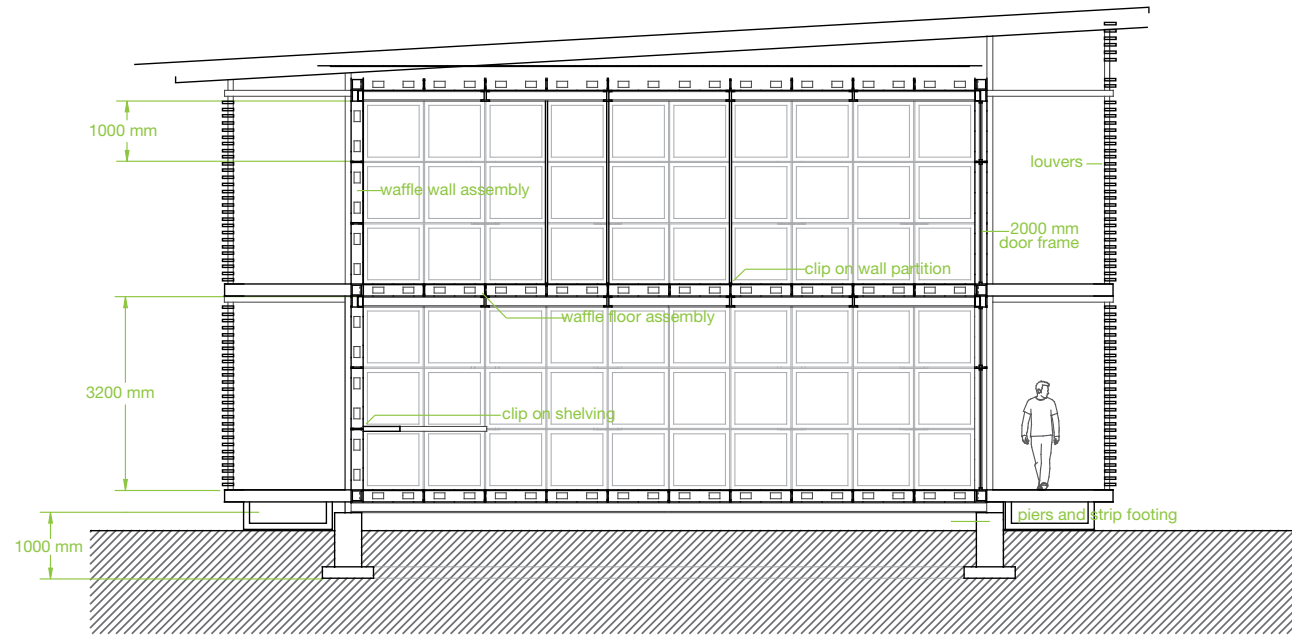 1000 mm
louvers
waffle wall assembly
2000 mm
door frame
clip on wall partition
waffle floor assembly
3200 mm
clip on shelving
piers and strip footing
1000 mm